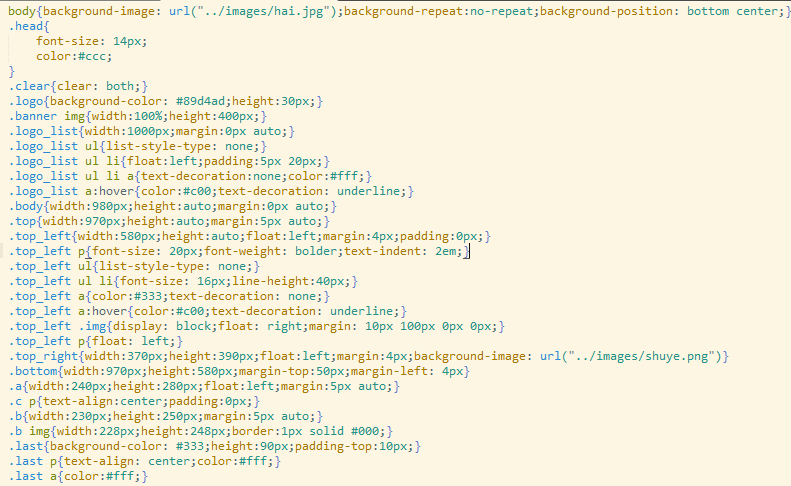 body{background-image: url("../images/hai.jpg");background-repeat:no-repeat;background-position: bottom center;}
.head{
    font-size: 14px;
    color:#ccc;
}
.clear{clear: both;}
.logo{background-color: #89d4ad;height:30px;}
.banner img{width:100%;height:400px;}
.logo_list{width:1000px;margin:0px auto;}
.logo_list ul{list-style-type: none;}
.logo_list ul li{float:left;padding:5px 20px;}
.logo_list ul li a{text-decoration:none;color:#fff;}
.logo_list a:hover{color:#c00;text-decoration: underline;}
.body{width:980px;height:auto;margin:0px auto;}
.top{width:970px;height:auto;margin:5px auto;}
.top_left{width:580px;height:auto;float:left;margin:4px;padding:0px;}
.top_left p{font-size: 20px;font-weight: bolder;text-indent: 2em;}
.top_left ul{list-style-type: none;}
.top_left ul li{font-size: 16px;line-height:40px;}
.top_left a{color:#333;text-decoration: none;}
.top_left a:hover{color:#c00;text-decoration: underline;}
.top_left .img{display: block;float: right;margin: 10px 100px 0px 0px;}
.top_left p{float: left;}
.top_right{width:370px;height:390px;float:left;margin:4px;background-image: url("../images/shuye.png")}
.bottom{width:970px;height:580px;margin-top:50px;margin-left: 4px}
.a{width:240px;height:280px;float:left;margin:5px auto;}
.c p{text-align:center;padding:0px;}
.b{width:230px;height:250px;margin:5px auto;}
.b img{width:228px;height:248px;border:1px solid #000;}
.last{background-color: #333;height:90px;padding-top:10px;}
.last p{text-align: center;color:#fff;}
.last a{color:#fff;}